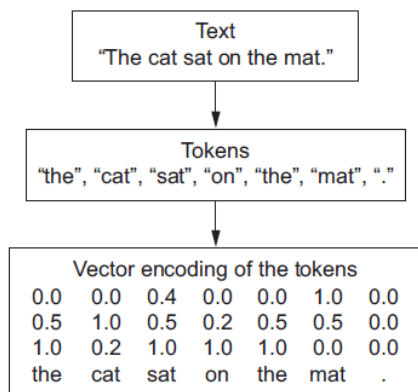 Text
“The cat sat on the mat.”
Tokens
“the”, “cat”, “sat”, “on”, “the”, “mat”, “.”
Vector encoding of the tokens
0.0 0.0 0.4 0.0 0.0 1.0 0.0
0.5 1.0 0.5 0.2 0.5 0.5 0.0
1.0 0.2 1.0 1.0 1.0 0.0 0.0
the cat sat on the mat .